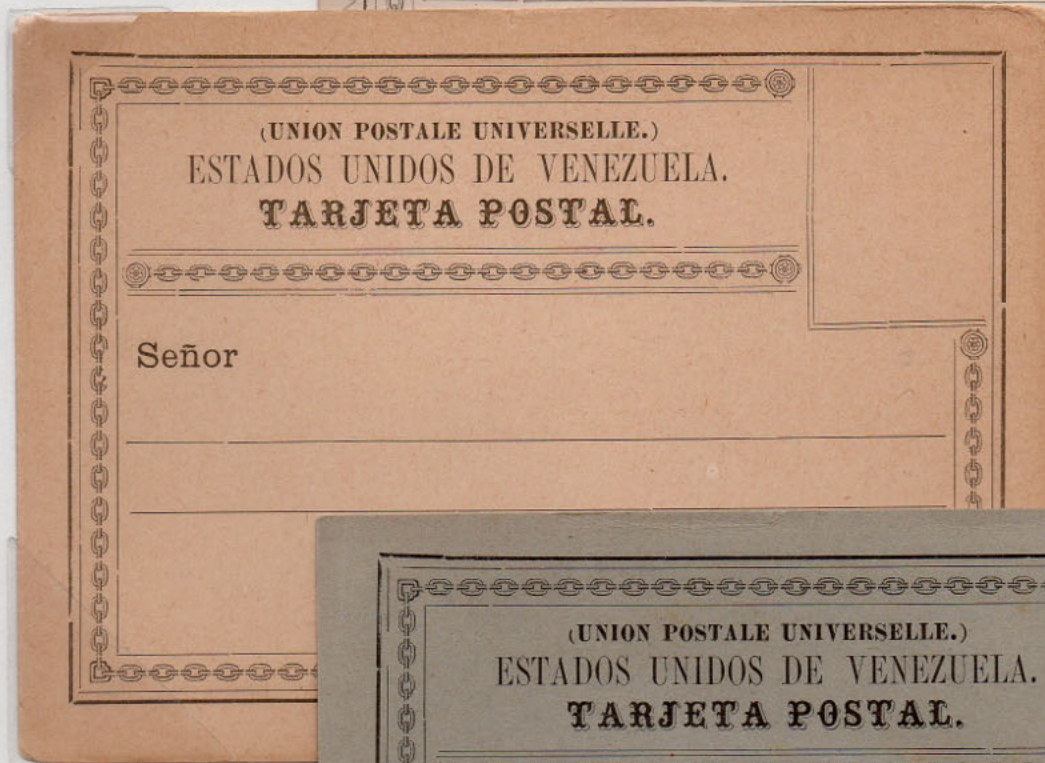 (UNION POSTALE UNIVERSELLE.)
ESTADOS UNIDOS DE VENEZUELA.
TARJETA POSTAL.
Señor
(UNION POSTALE UNIVERSELLE.)
ESTADOS UNIDOS DE VENEZUELA.
TARJETA POSTAL.